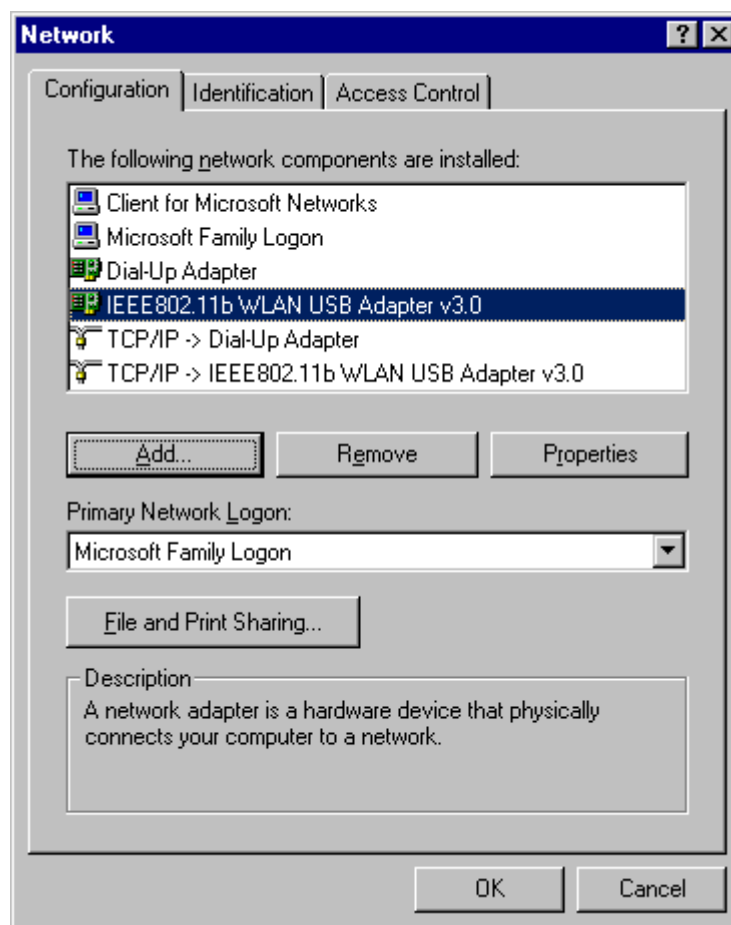 Network
Configuration Identification Access Control
The following network components are installed:
Client for Microsoft Networks
Microsoft Family Logon
Dial-Up Adapter
IEEE802.11b WLAN USB Adapter v3.0
TCP/IP -> Dial-Up Adapter
TCP/IP -> IEEE802.11b WLAN USB Adapter v3.0
Add... Remove Properties
Primary Network Logon:
Microsoft Family Logon
File and Print Sharing...
Description
A network adapter is a hardware device that physically
connects your computer to a network.
OK Cancel